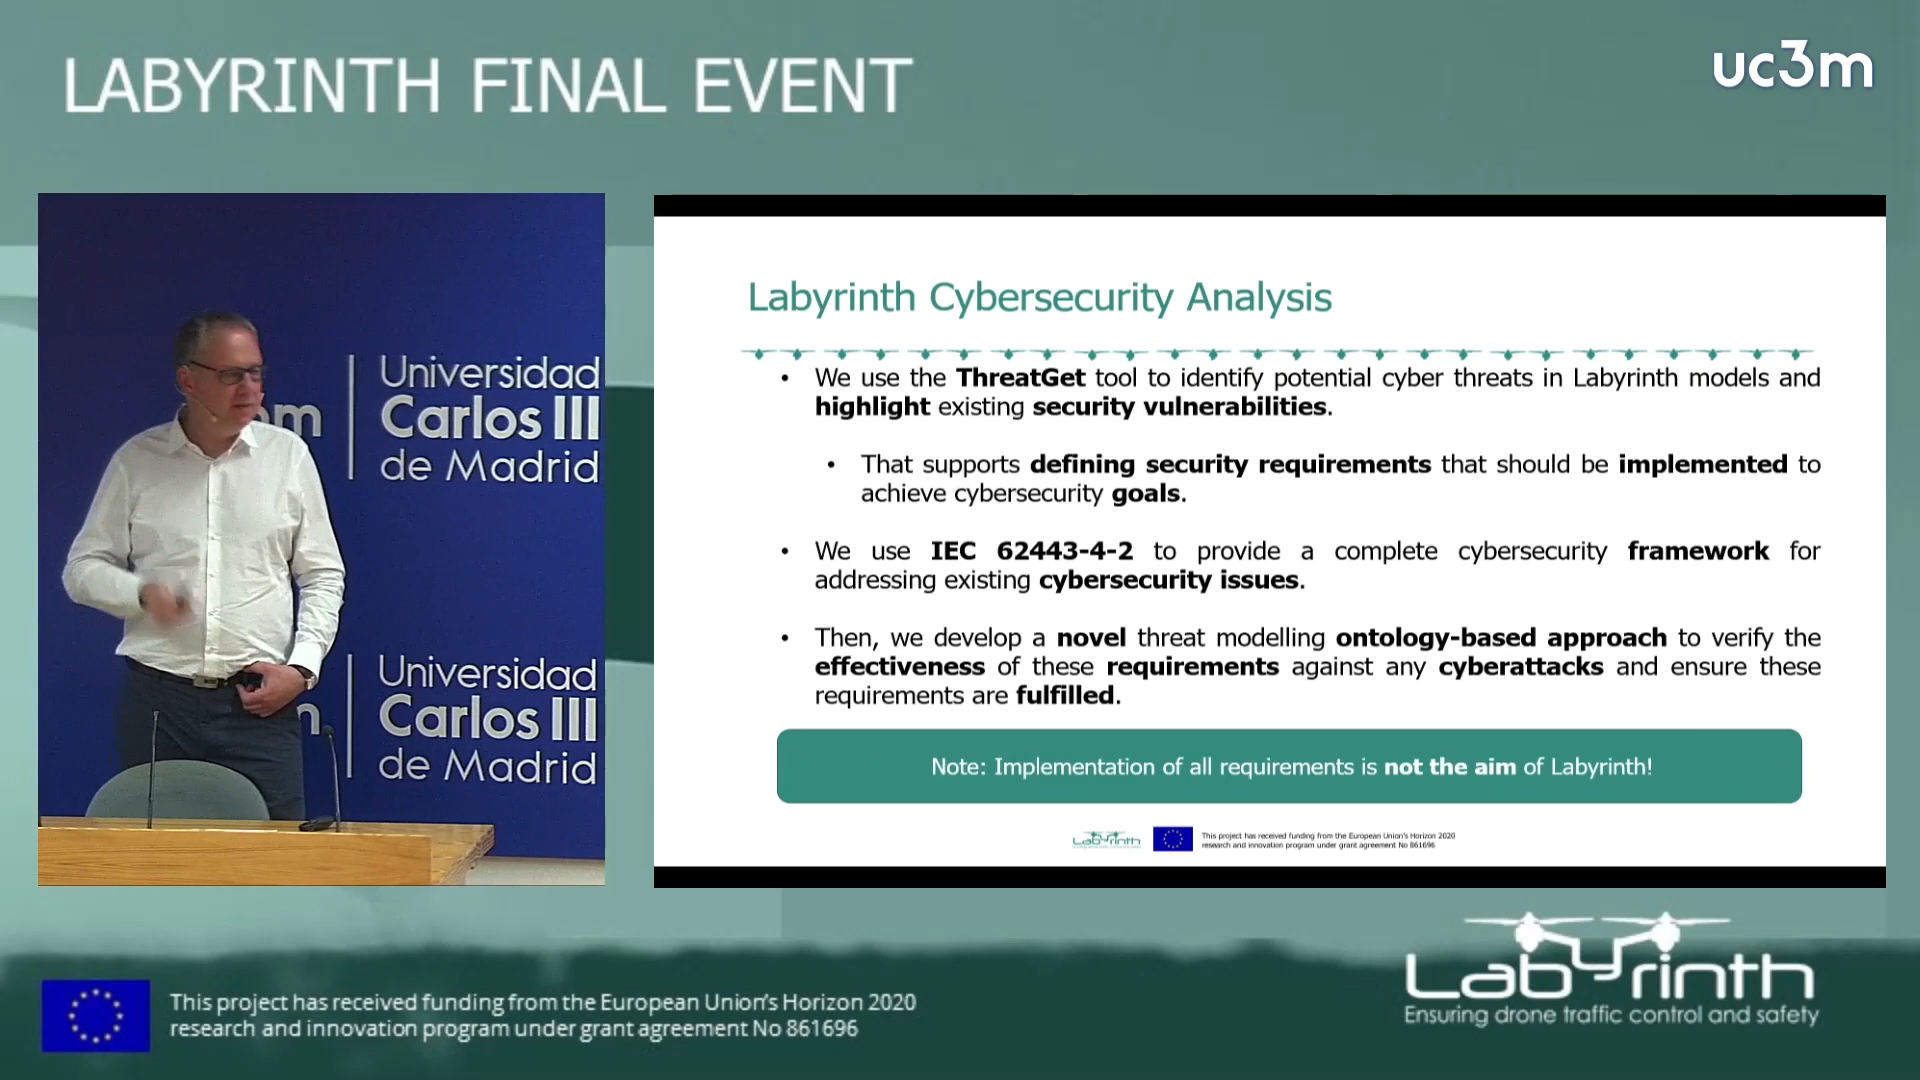 LABYRINTH FINAL EVENT
uc3m
Universidad
Carlos III
de Madrid
Universidad
Carlos III
de Madrid
Labyrinth Cybersecurity Analysis
• We use the ThreatGet tool to identify potential cyber threats in Labyrinth models and
highlight existing security vulnerabilities.
• That supports defining security requirements that should be implemented to
achieve cybersecurity goals.
• We use IEC 62443-4-2 to provide a complete cybersecurity framework for
addressing existing cybersecurity issues.
• Then, we develop a novel threat modelling ontology-based approach to verify the
effectiveness of these requirements against any cyberattacks and ensure these
requirements are fulfilled.
Note: Implementation of all requirements is not the aim of Labyrinth!
Labyrinth
This project has received funding from the European Union's Horizon 2020
research and innovation program under grant agreement No 861696
This project has received funding from the European Union's Horizon 2020
research and innovation program under grant agreement No 861696
Labyrinth
Ensuring drone traffic control and safety